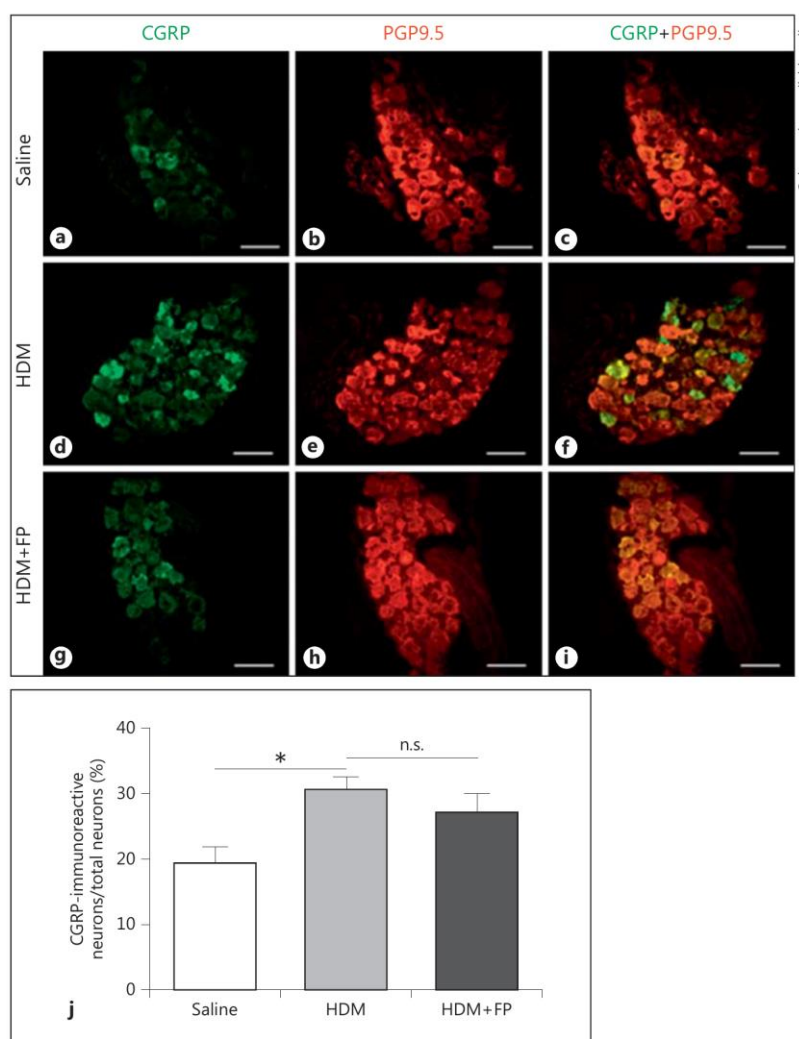 CGRP PGP9.5 CGRP+PGP9.5
Saline
a b c
HDM
d e f
HDM+FP
g h i
40
n.s.
*
30
20
10
0
CGRP-immunoreactive
neurons/total neurons (%)
j Saline HDM HDM+FP